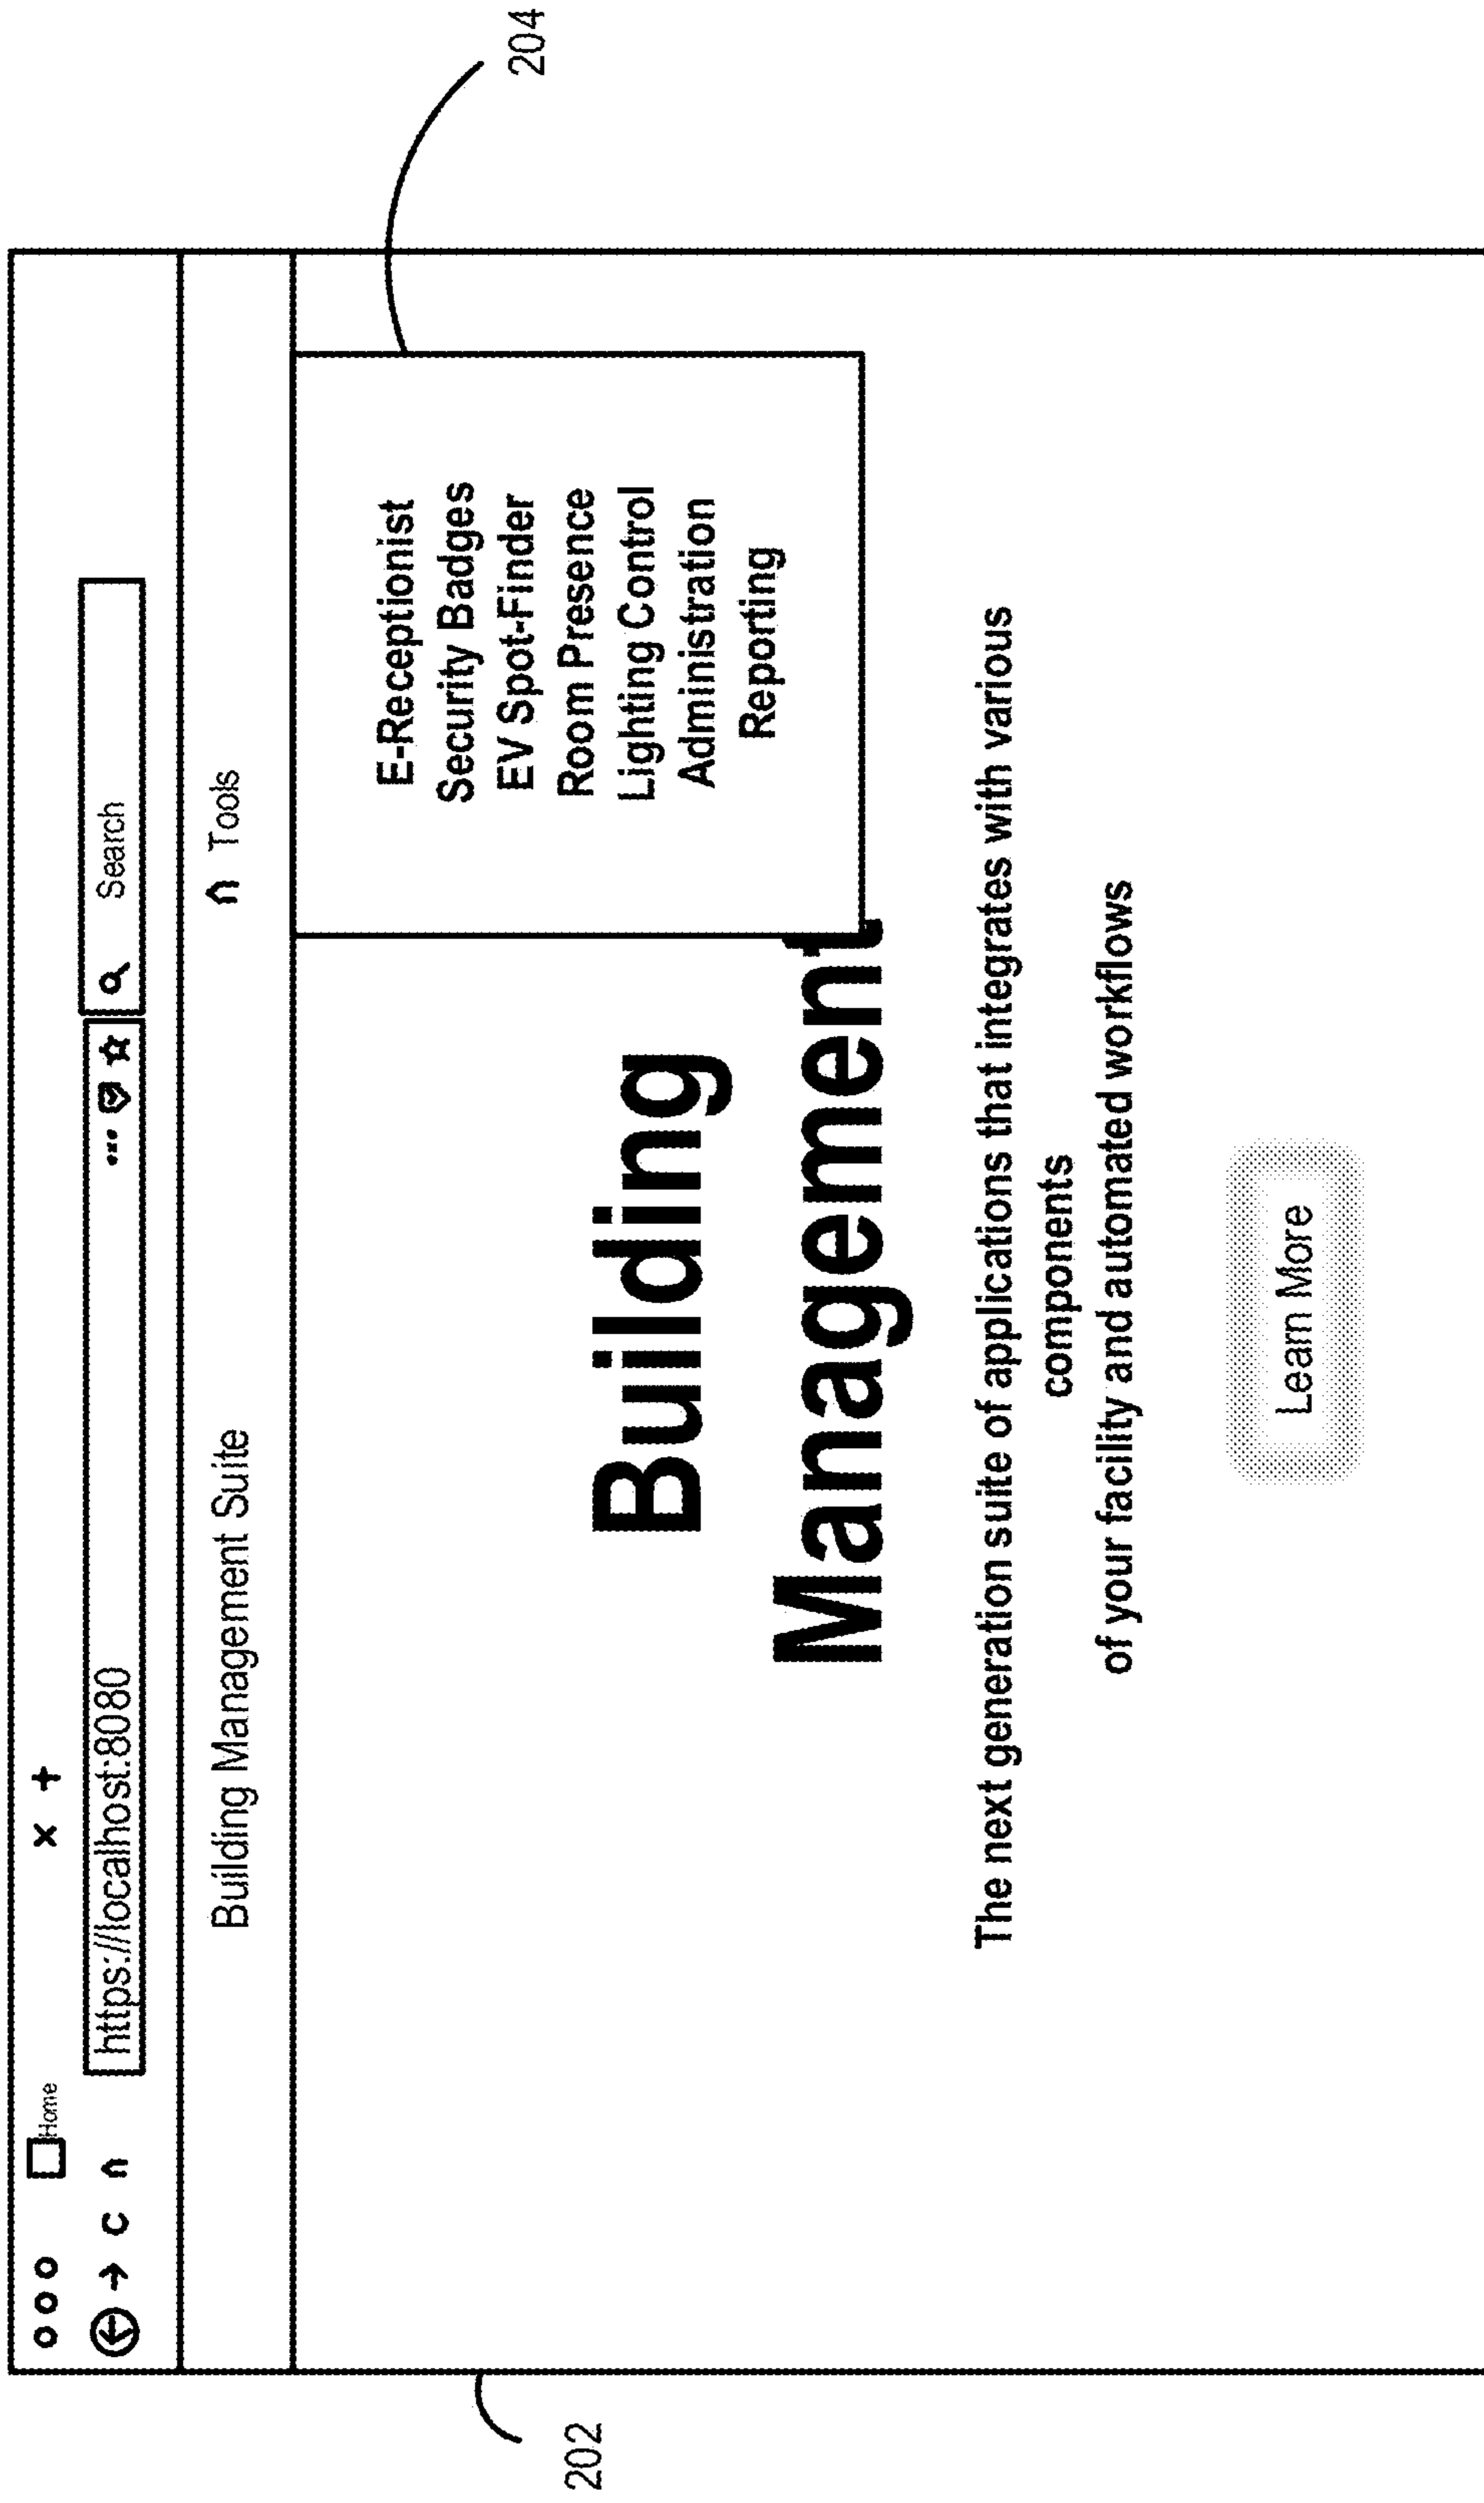 Home × +
https://localhost:8080 ... Search
Building Management Suite
Tools
E-Receptionist
Security Badges
EV Spot-Finder
Room Presence
Lighting Control
Administration
Reporting
204
Building
Management
The next generation suite of applications that integrates with various
components
of your facility and automated workflows
Learn More
202